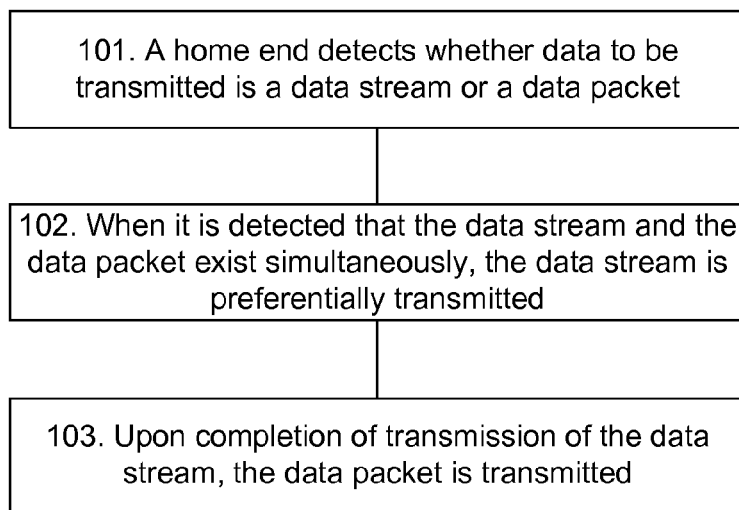 101. A home end detects whether data to be
transmitted is a data stream or a data packet
102. When it is detected that the data stream and the
data packet exist simultaneously, the data stream is
preferentially transmitted
103. Upon completion of transmission of the data
stream, the data packet is transmitted